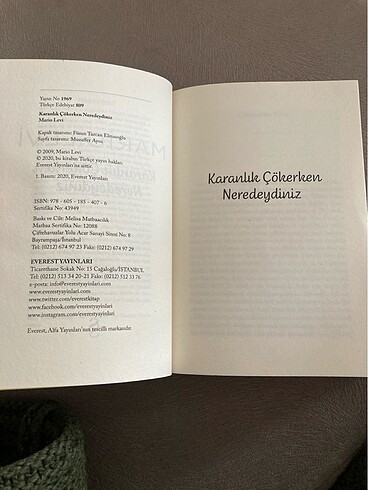 Yayın No 1969
Türkçe Edebiyat 809
Karanlık Çökerken Neredeydiniz
Mario Levi
Kapak tasarımı: Füsun Turcan Elmasoğlu
Sayfa tasarımı: Muzaffer Aysu
© 2009, Mario Levi
© 2020, bu kitabın Türkçe yayın hakları
Everest Yayınları'na aittir.
1. Basım: 2020, Everest Yayınları
ISBN: 978 - 605 - 185 - 407 - 6
Sertifika No: 43949
Baskı ve Cilt: Melisa Matbaacılık
Matbaa Sertifika No: 12088
Çiftehavuzlar Yolu Acar Sanayi Sitesi No: 8
Bayrampaşa/İstanbul
Tel: (0212) 674 97 23 Faks: (0212) 674 97 29
EVEREST YAYINLARI
Ticarethane Sokak No: 15 Cağaloğlu/İSTANBUL
Tel: (0212) 513 34 20-21 Faks: (0212) 512 33 76
e-posta: info@everestyayinlari.com
www.everestyayinlari.com
www.twitter.com/everestkitap
www.facebook.com/everestyayinlari
www.instagram.com/everestyayinlari
Everest, Alfa Yayınları'nın tescilli markasıdır.
Karanlık Çökerken
Neredeydiniz